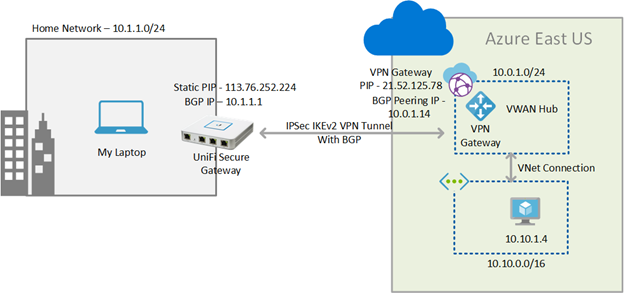 Home Network – 10.1.1.0/24
Static PIP - 113.76.252.224
BGP IP – 10.1.1.1
My Laptop
UniFi Secure
Gateway
IPSec IKEv2 VPN Tunnel
With BGP
Azure East US
VPN Gateway
PIP - 21.52.125.78
BGP Peering IP -
10.0.1.14
10.0.1.0/24
VWAN Hub
VPN
Gateway
VNet Connection
10.10.1.4
10.10.0.0/16